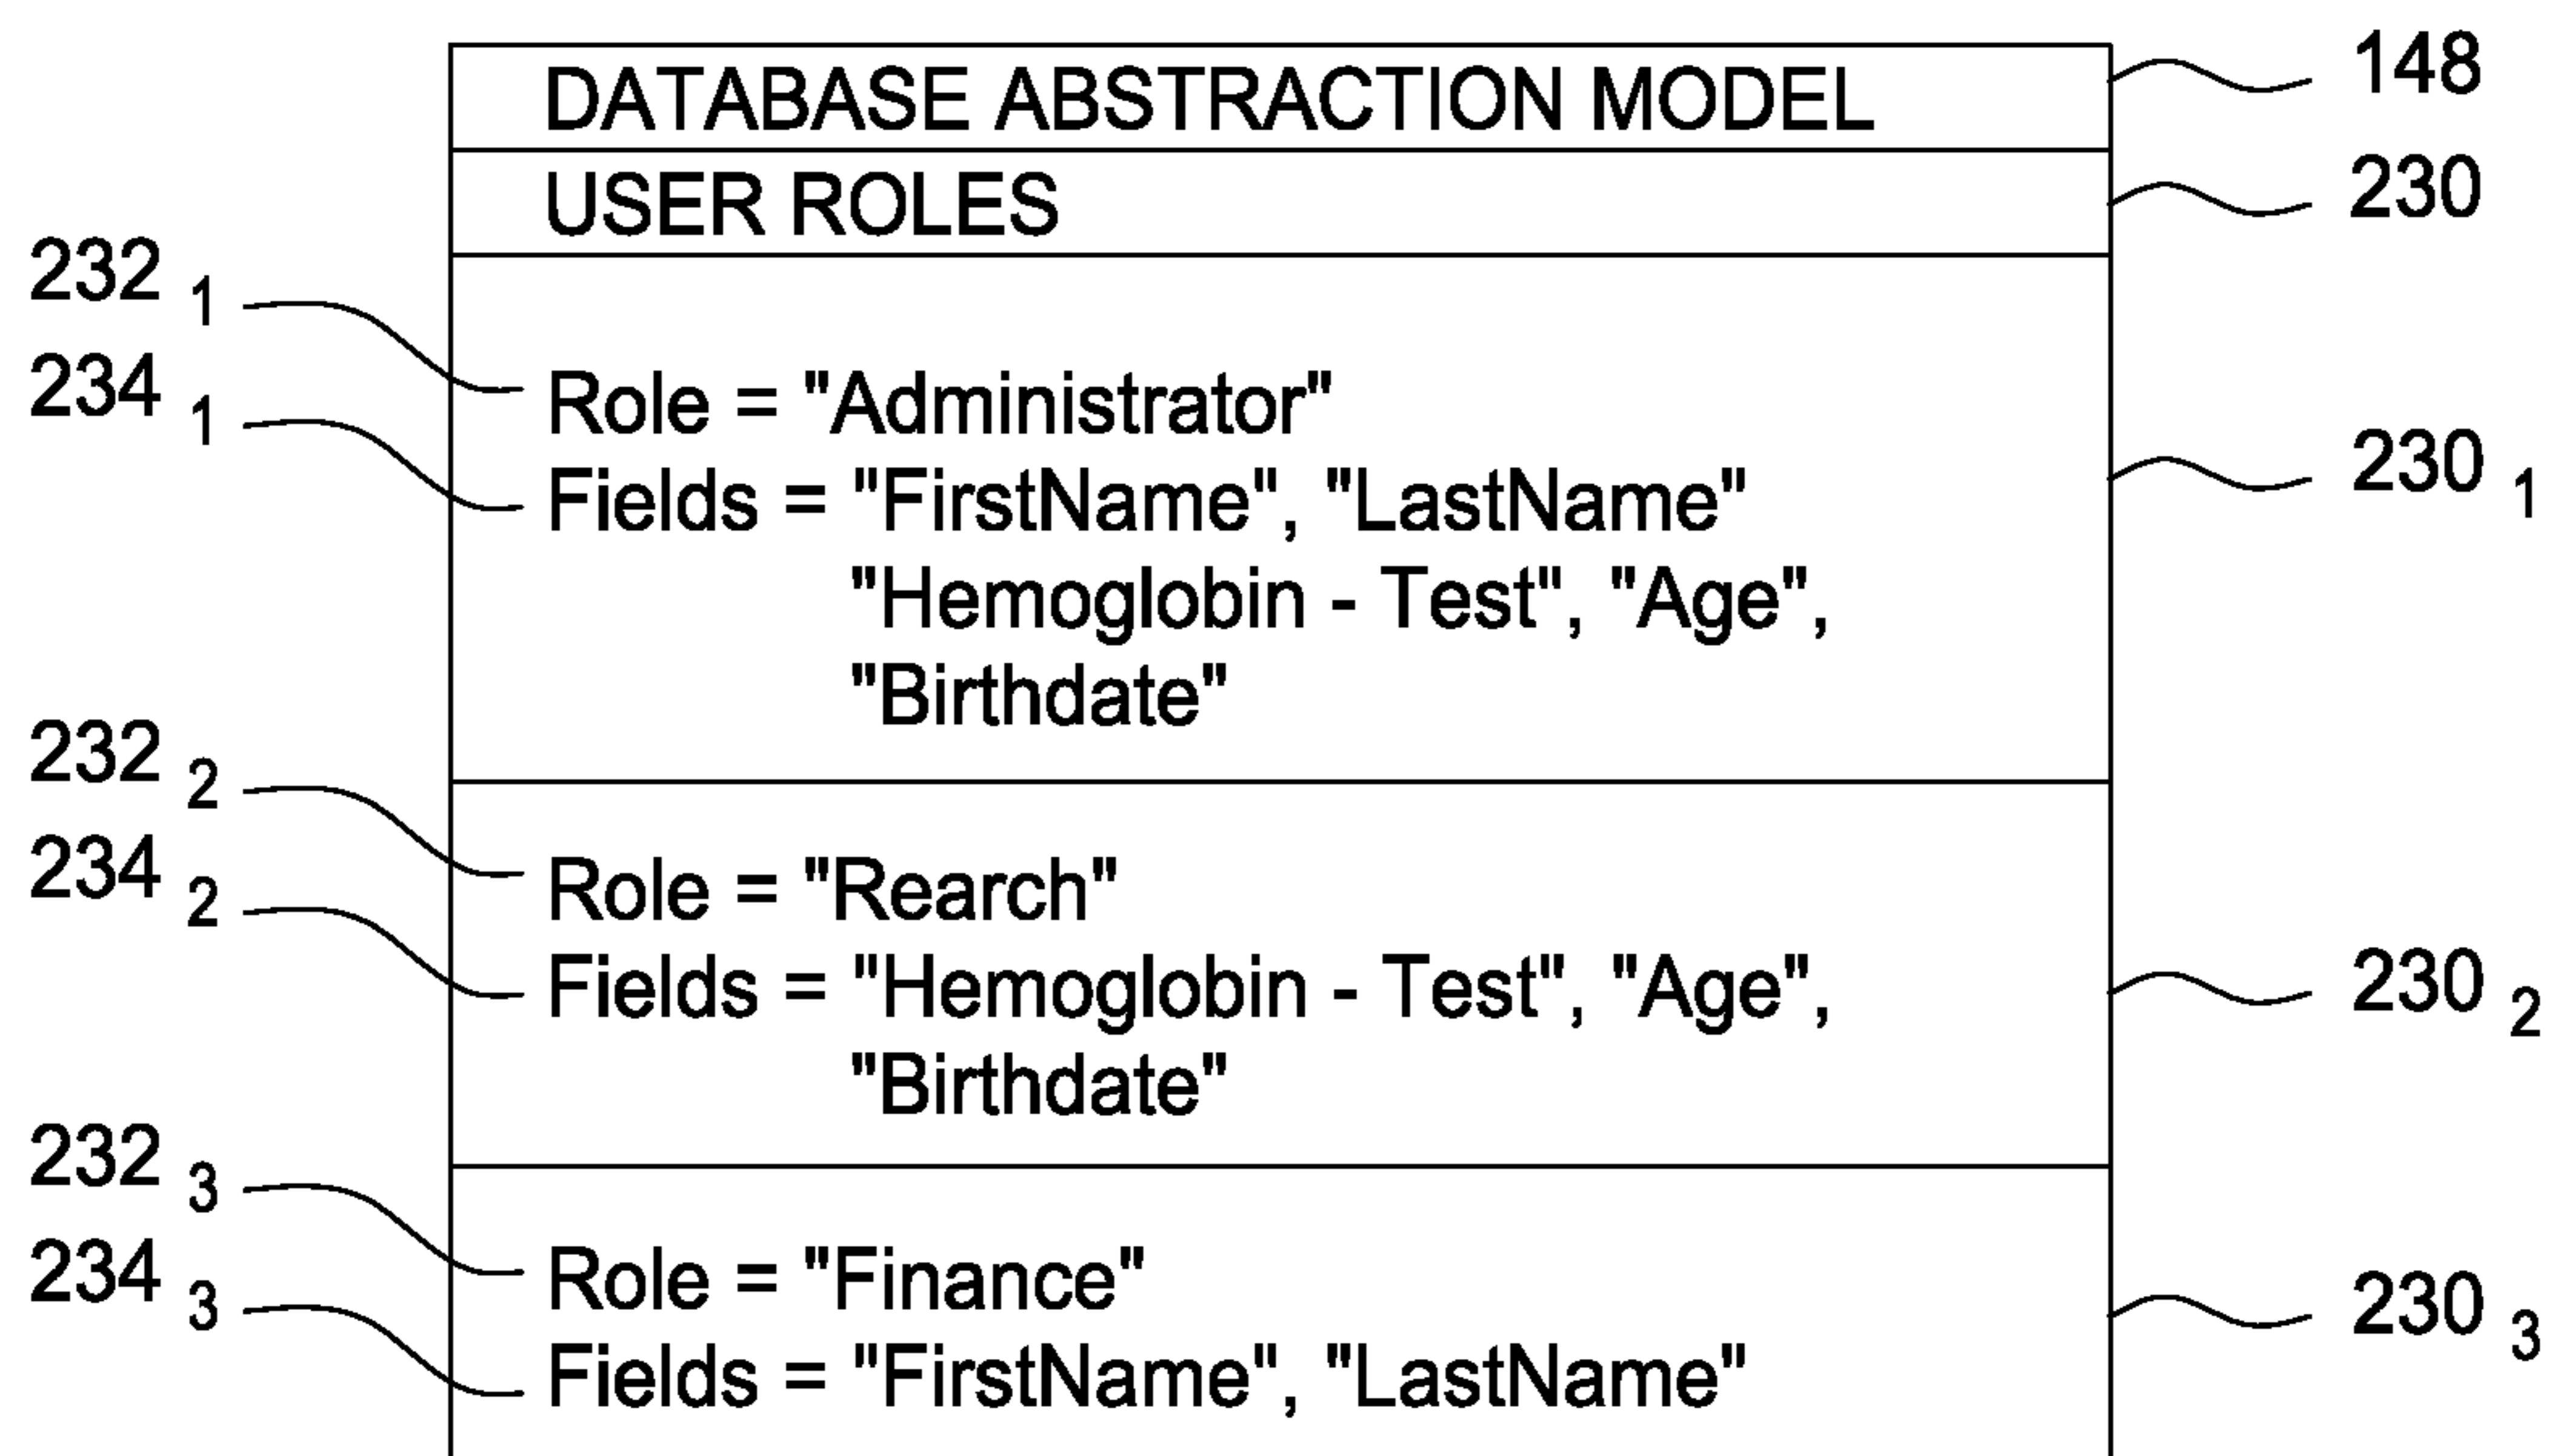 DATABASE ABSTRACTION MODEL 148
USER ROLES 230
232 1
234 1
Role = "Administrator"
Fields = "FirstName", "LastName" 230 1
"Hemoglobin - Test", "Age",
"Birthdate"
232 2
234 2
Role = "Rearch"
Fields = "Hemoglobin - Test", "Age", 230 2
"Birthdate"
232 3
234 3
Role = "Finance"
230 3
Fields = "FirstName", "LastName"